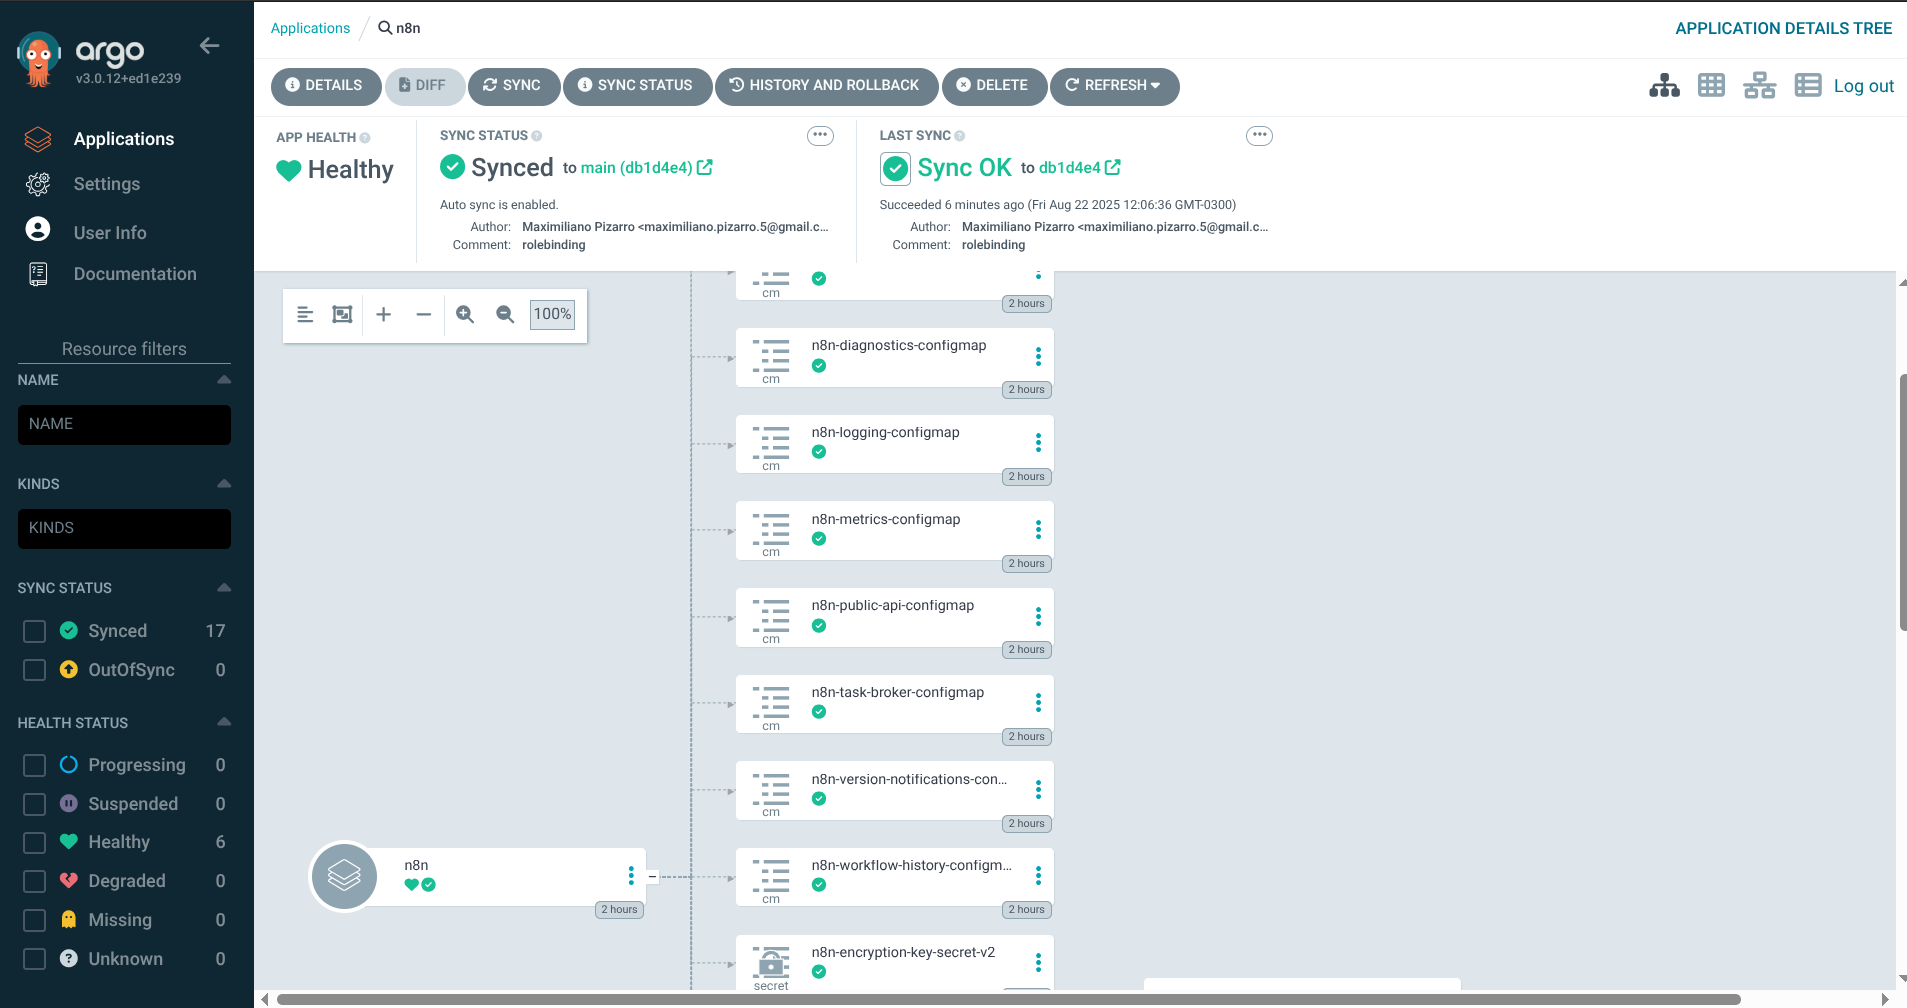 argo
v3.0.12+ed1e239
Applications
Settings
User Info
Documentation
Resource filters
NAME
NAME
KINDS
KINDS
SYNC STATUS
Synced 17
OutOfSync 0
HEALTH STATUS
Progressing 0
Suspended 0
Healthy 6
Degraded 0
Missing 0
Unknown 0
Applications n8n
APPLICATION DETAILS TREE
DETAILS DIFF SYNC SYNC STATUS HISTORY AND ROLLBACK DELETE REFRESH
Log out
APP HEALTH
Healthy
SYNC STATUS
Synced to main (db1d4e4)
Auto sync is enabled.
Author: Maximiliano Pizarro <maximiliano.pizarro.5@gmail.c...
Comment: rolebinding
LAST SYNC
Sync OK to db1d4e4
Succeeded 6 minutes ago (Fri Aug 22 2025 12:06:36 GMT-0300)
Author: Maximiliano Pizarro <maximiliano.pizarro.5@gmail.c...
Comment: rolebinding
100%
cm
2 hours
n8n-diagnostics-configmap
cm
2 hours
n8n-logging-configmap
cm
2 hours
n8n-metrics-configmap
cm
2 hours
n8n-public-api-configmap
cm
2 hours
n8n-task-broker-configmap
cm
2 hours
n8n-version-notifications-con...
cm
2 hours
n8n
2 hours
n8n-workflow-history-configm...
cm
2 hours
n8n-encryption-key-secret-v2
secret